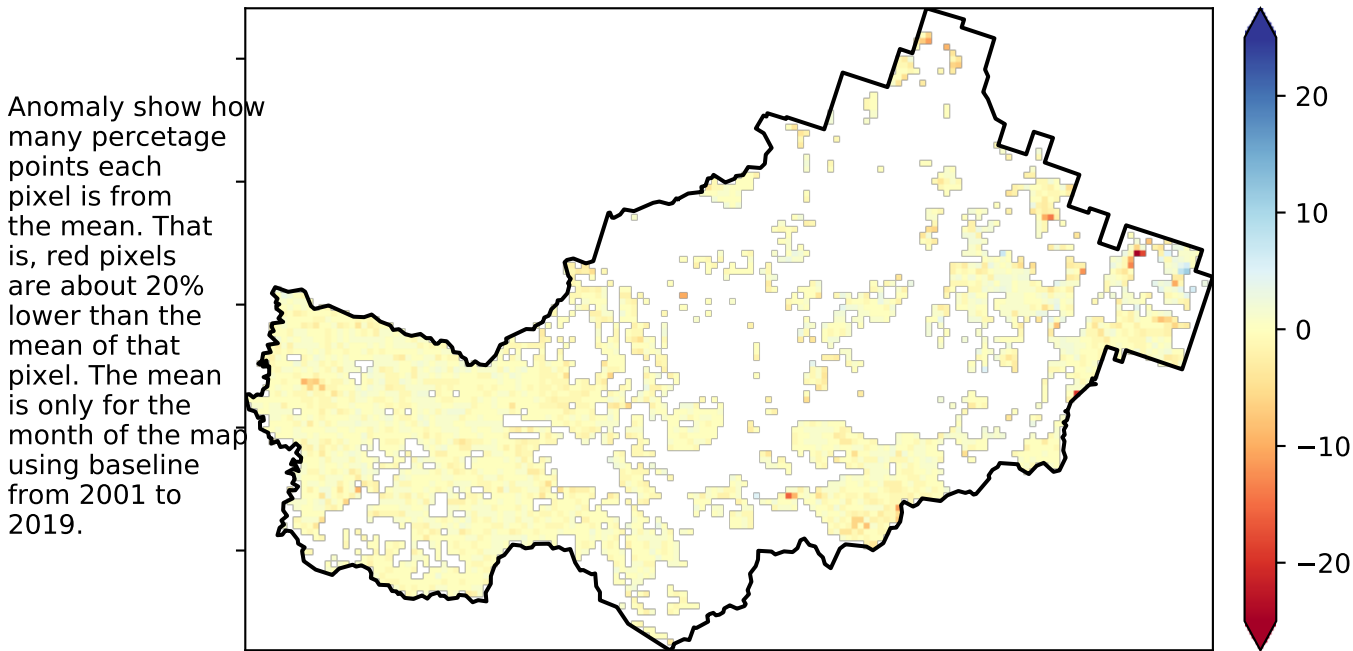 Anomaly show how
many percetage
points each
pixel is from
the mean. That
is, red pixels
are about 20%
lower than the
mean of that
pixel. The mean
is only for the
month of the map
using baseline
from 2001 to
2019.
20
10
0
−10
−20